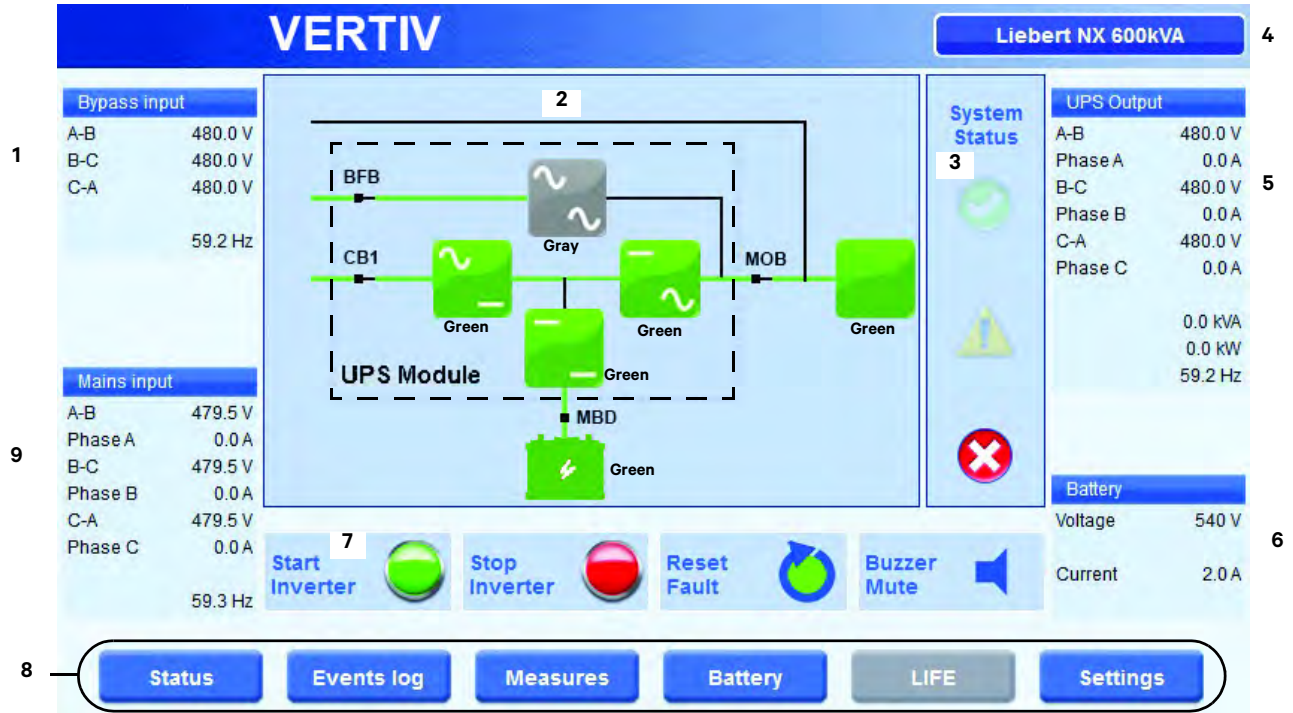 VERTIV
Liebert NX 600kVA
4
Bypass input
A-B 480.0 V
B-C 480.0 V
C-A 480.0 V
59.2 Hz
1
2
BFB
Gray
CB1
Green
Green
MOB
Green
Green
UPS Module
MBD
Green
System
Status
3
UPS Output
A-B 480.0 V
Phase A 0.0 A
B-C 480.0 V
Phase B 0.0 A
C-A 480.0 V
Phase C 0.0 A
0.0 kVA
0.0 kW
59.2 Hz
5
Mains input
A-B 479.5 V
Phase A 0.0 A
B-C 479.5 V
Phase B 0.0 A
C-A 479.5 V
Phase C 0.0 A
59.3 Hz
9
Battery
Voltage 540 V
Current 2.0 A
6
7
Start
Inverter
Stop
Inverter
Reset
Fault
Buzzer
Mute
8
Status
Events log
Measures
Battery
LIFE
Settings